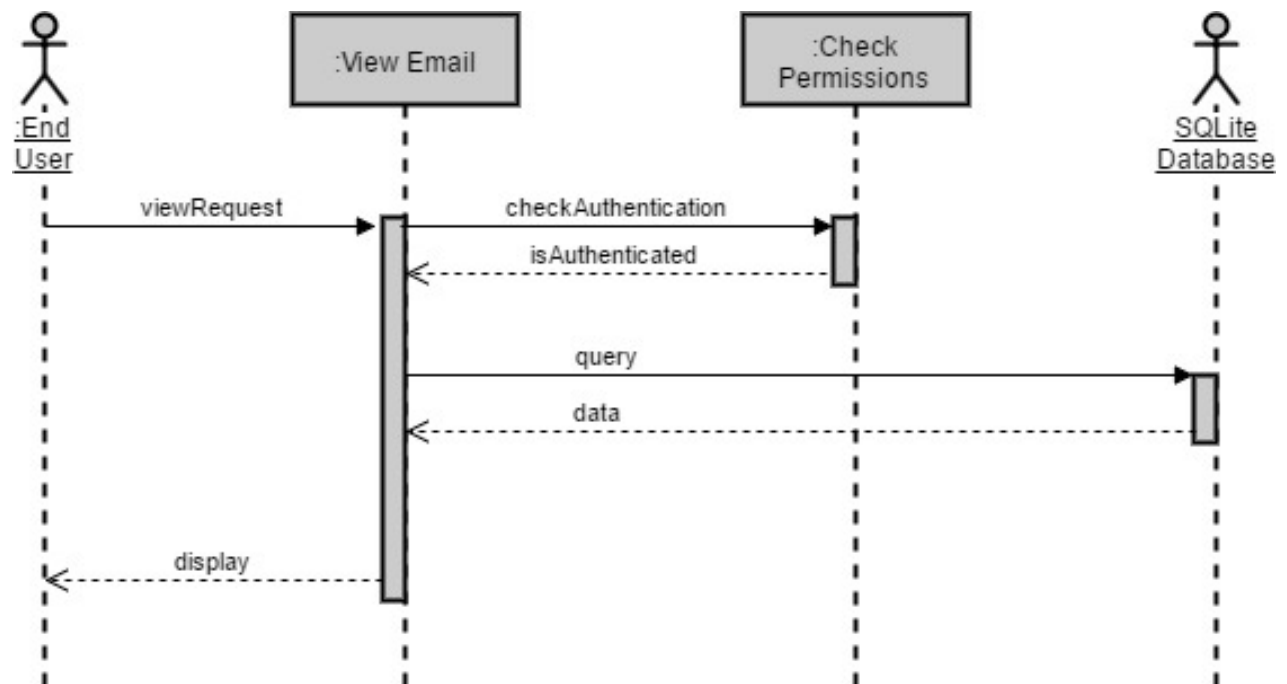 :View Email
:Check
Permissions
:End
User
SQLite
Database
viewRequest
checkAuthentication
isAuthenticated
query
data
display